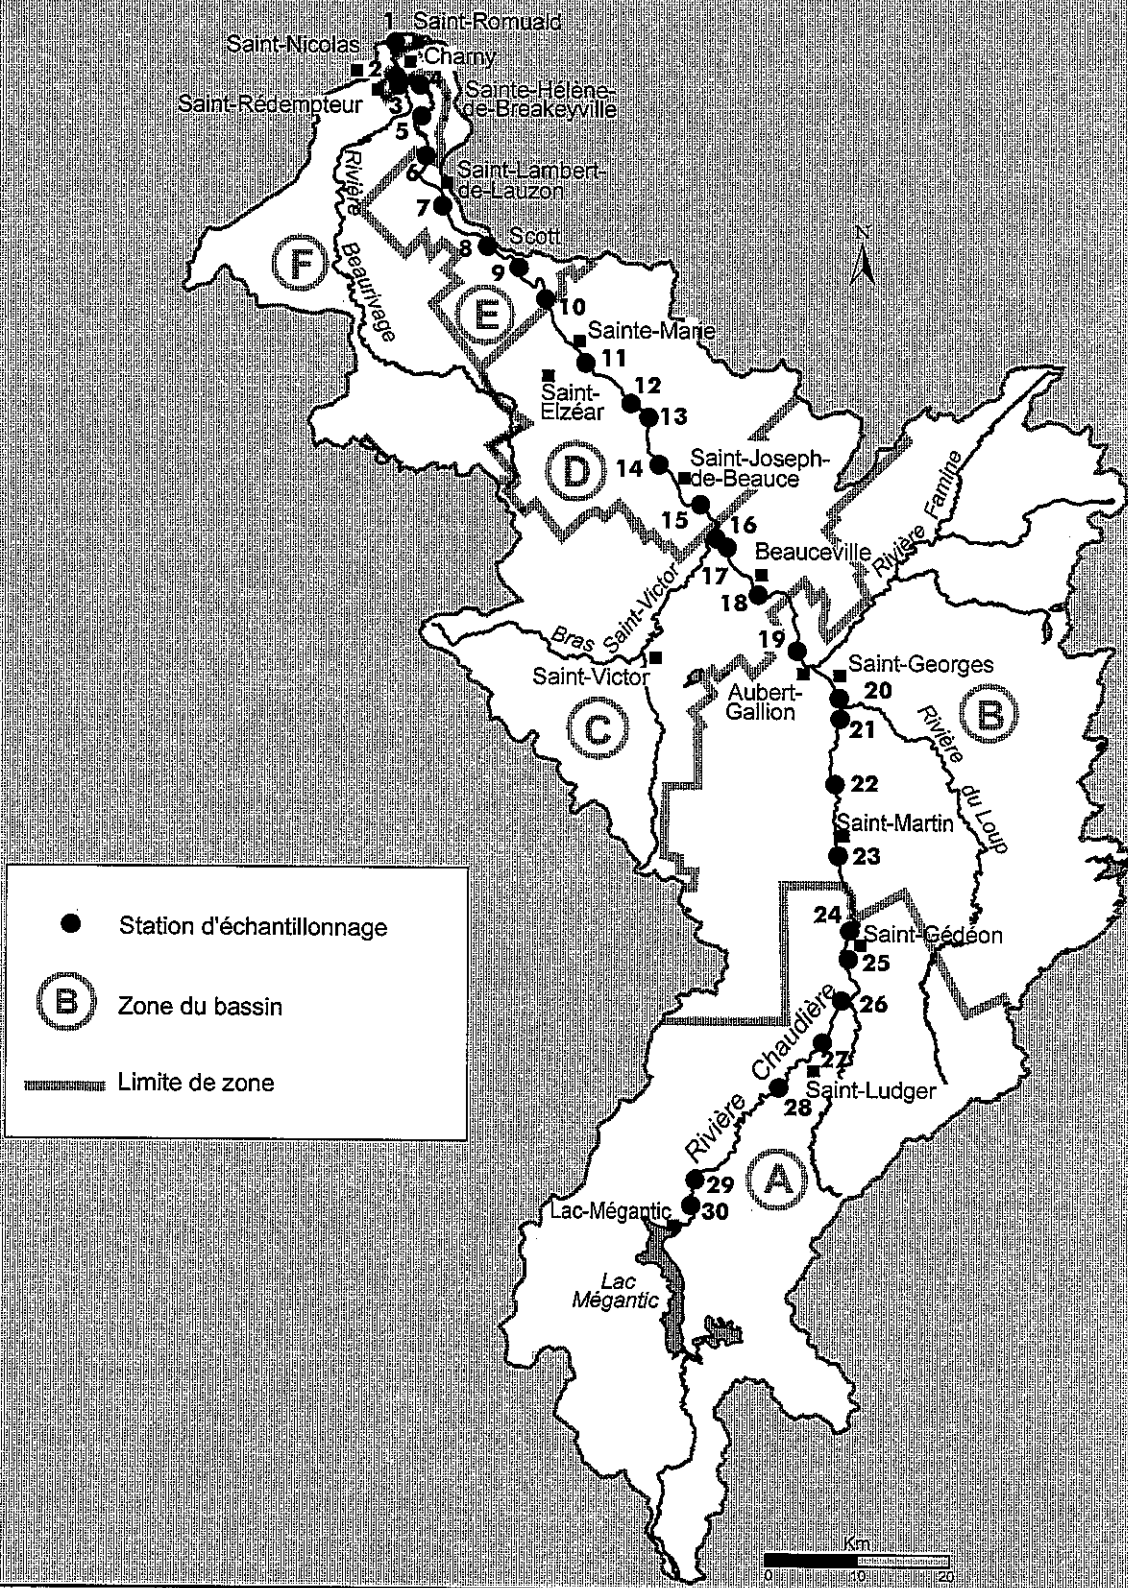 1 Saint-Romuald
Saint-Nicolas
Charny
2
4
Sainte-Hélène-
de-Breakeyville
Saint-Rédempteur
3
5
6
Saint-Lambert-
de-Lauzon
Rivière Beaurivage
7
8
Scott
9
F
10
E
N
Sainte-Marie
11
Saint-
Elzéar
12
13
D
14
Saint-Joseph-
de-Beauce
15
16
Rivière Famine
17
Beauceville
18
Bras Saint-Victor
19
Saint-Victor
Saint-Georges
Aubert-
Gallion
20
21
B
C
Rivière du Loup
22
Saint-Martin
23
24
Saint-Gédéon
25
26
27
Saint-Ludger
28
Rivière Chaudière
29
A
30
Lac-Mégantic
Lac
Mégantic
Station d'échantillonnage
B
Zone du bassin
Limite de zone
Km
0 10 20